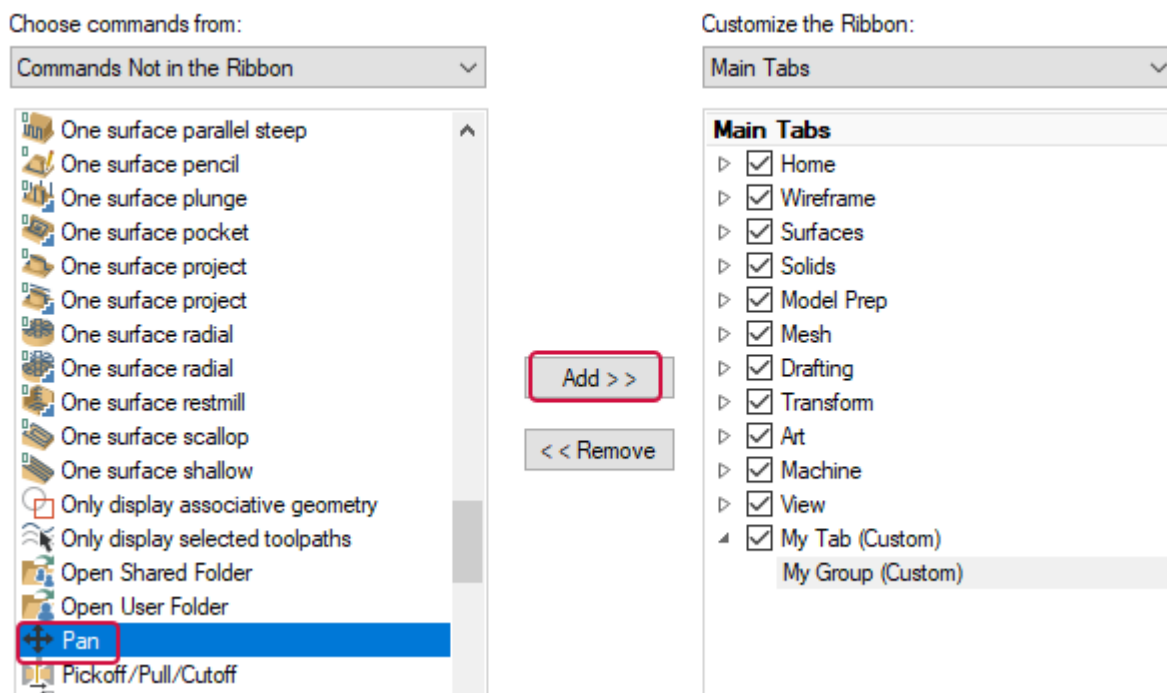 Choose commands from:
Commands Not in the Ribbon
One surface parallel steep
One surface pencil
One surface plunge
One surface pocket
One surface project
One surface project
One surface radial
One surface radial
One surface restmill
One surface scallop
One surface shallow
Only display associative geometry
Only display selected toolpaths
Open Shared Folder
Open User Folder
Pan
Pickoff/Pull/Cutoff
Add > >
< < Remove
Customize the Ribbon:
Main Tabs
Main Tabs
Home
Wireframe
Surfaces
Solids
Model Prep
Mesh
Drafting
Transform
Art
Machine
View
My Tab (Custom)
My Group (Custom)